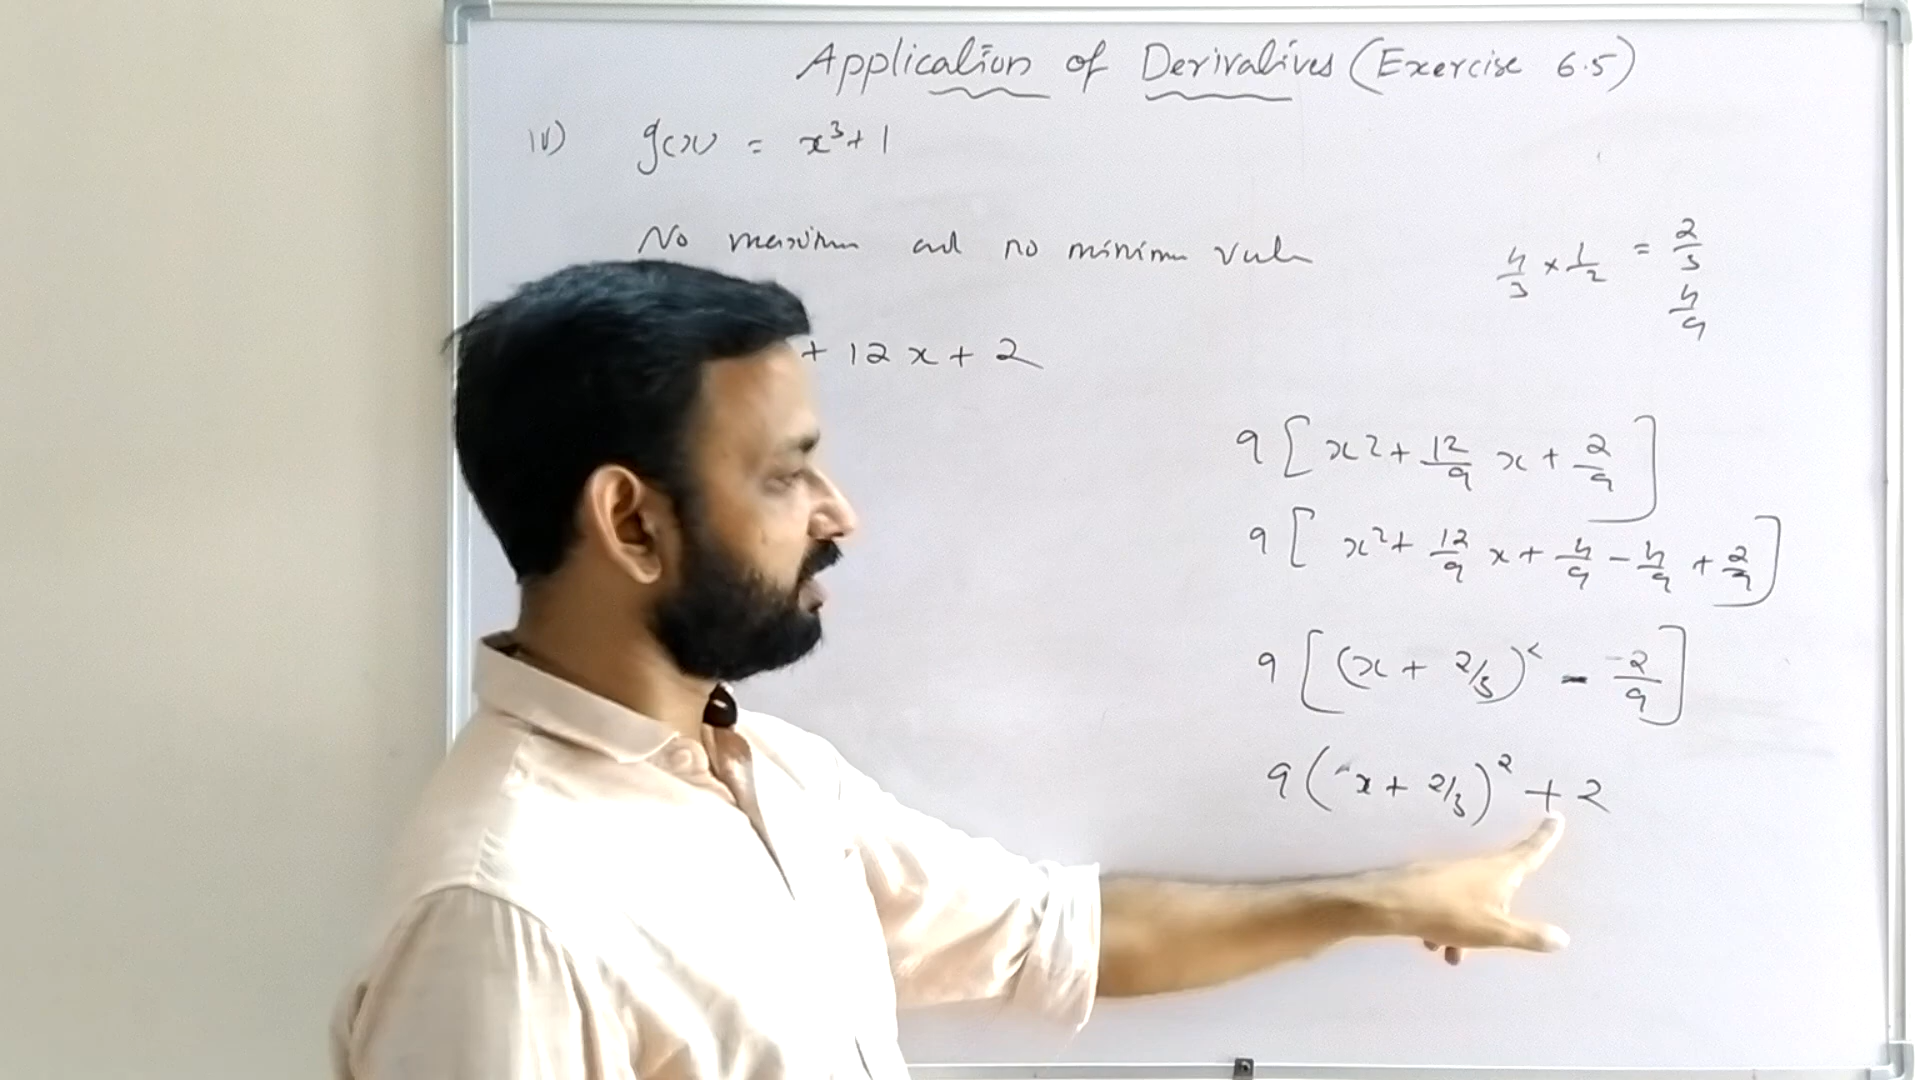 Application of Derivatives (Exercise 6.5)
iv) g(x) = x³ + 1
No maximum and no minimum value
4/3 × 1/2 = 2/3
4/9
+ 12x + 2
9 [ x² + 12/9 x + 2/9 ]
9 [ x² + 12/9 x + 4/9 - 4/9 + 2/9 ]
9 [ (x + 2/3)² - -2/9 ]
9 ( x + 2/3 )² + 2